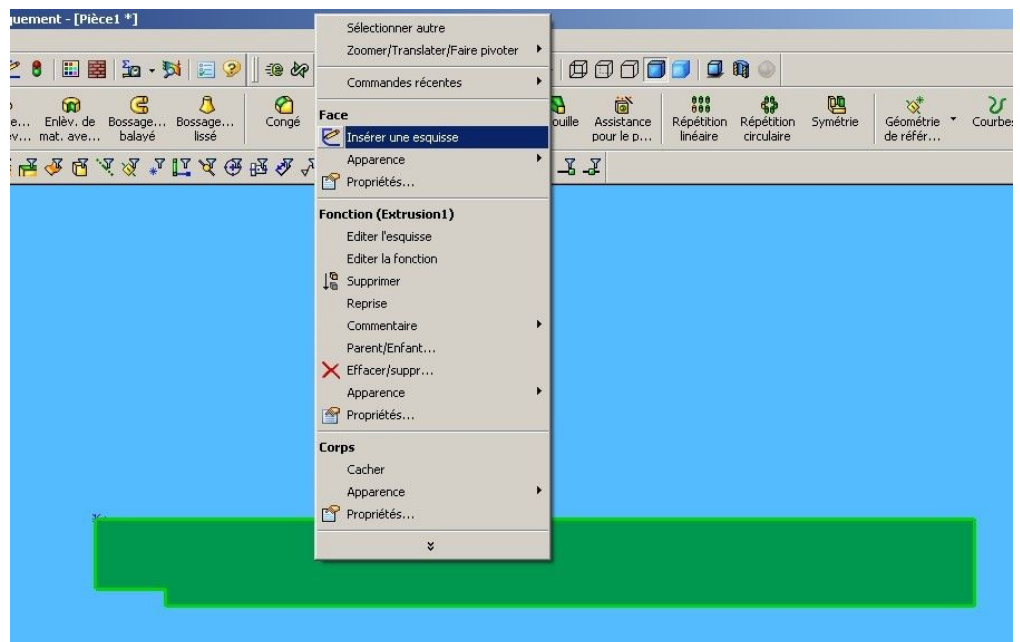 quement - [Pièce1 *]
Sélectionner autre
Zoomer/Translater/Faire pivoter
Commandes récentes
Face
Insérer une esquisse
Apparence
Propriétés...
Fonction (Extrusion1)
Editer l'esquisse
Editer la fonction
Supprimer
Reprise
Commentaire
Parent/Enfant...
Effacer/suppr...
Apparence
Propriétés...
Corps
Cacher
Apparence
Propriétés...
e... Enlèv. de Bossage... Bossage... Congé ouille Assistance Répétition Répétition Symétrie Géométrie Courbes
v... mat. ave... balayé lissé pour le p... linéaire circulaire de référ...